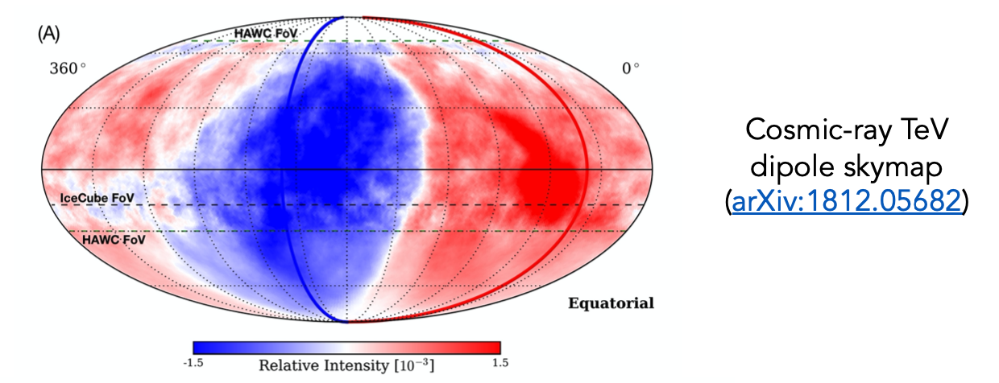 (A)
HAWC FoV
360°
0°
IceCube FoV
HAWC FoV
Equatorial
-1.5
Relative Intensity [10⁻³]
1.5
Cosmic-ray TeV
dipole skymap
(arXiv:1812.05682)